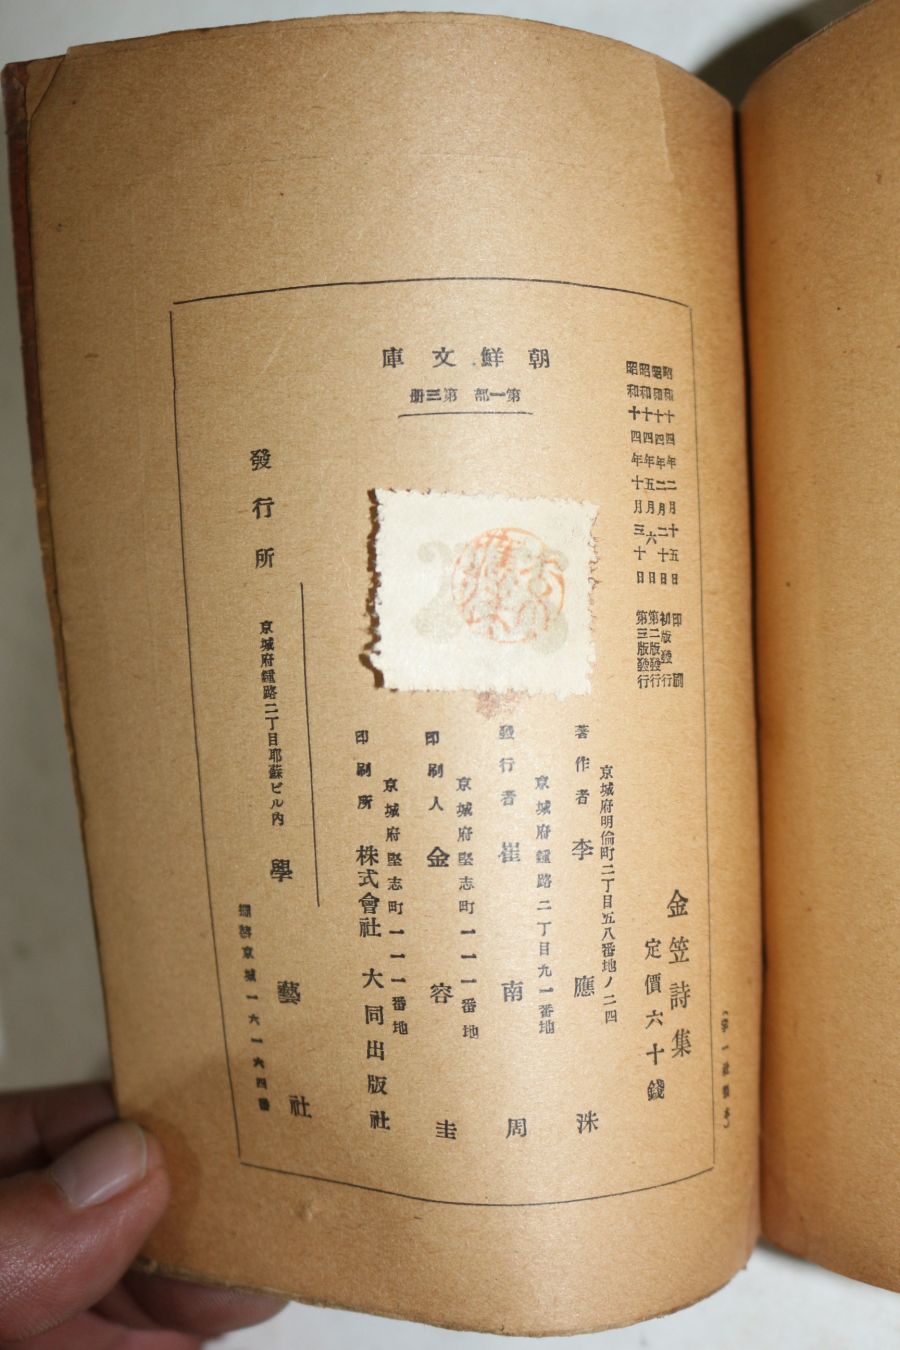 朝鮮文庫
第一部 第三册
昭和十四年二月十五日 印刷
昭和十四年二月二十日 初版發行
昭和十四年五月六日 第二版發行
昭和十四年十月三十日 第三版發行
金笠詩集
定價六十錢
京城府明倫町二丁目五八番地ノ二四
著作者 李應洙
京城府鍾路二丁目九一番地
發行者 崔南周
京城府堅志町一一一番地
印刷人 金容圭
京城府堅志町一一一番地
印刷所 株式會社 大同出版社
發行所
京城府鍾路二丁目耶蘇ビル內
學藝社
振替京城一六一六四番